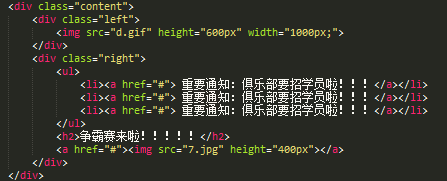 <div class="content">
<div class="left">
<img src="d.gif" height="600px" width="1000px;">
</div>
<div class="right">
<ul>
<li><a href="#"> 重要通知：俱乐部要招学员啦！！！</a></li>
<li><a href="#"> 重要通知：俱乐部要招学员啦！！！</a></li>
<li><a href="#"> 重要通知：俱乐部要招学员啦！！！</a></li>
</ul>
<h2>争霸赛来啦！！！！！</h2>
<a href="#"><img src="7.jpg" height="400px"></a>
</div>
</div>